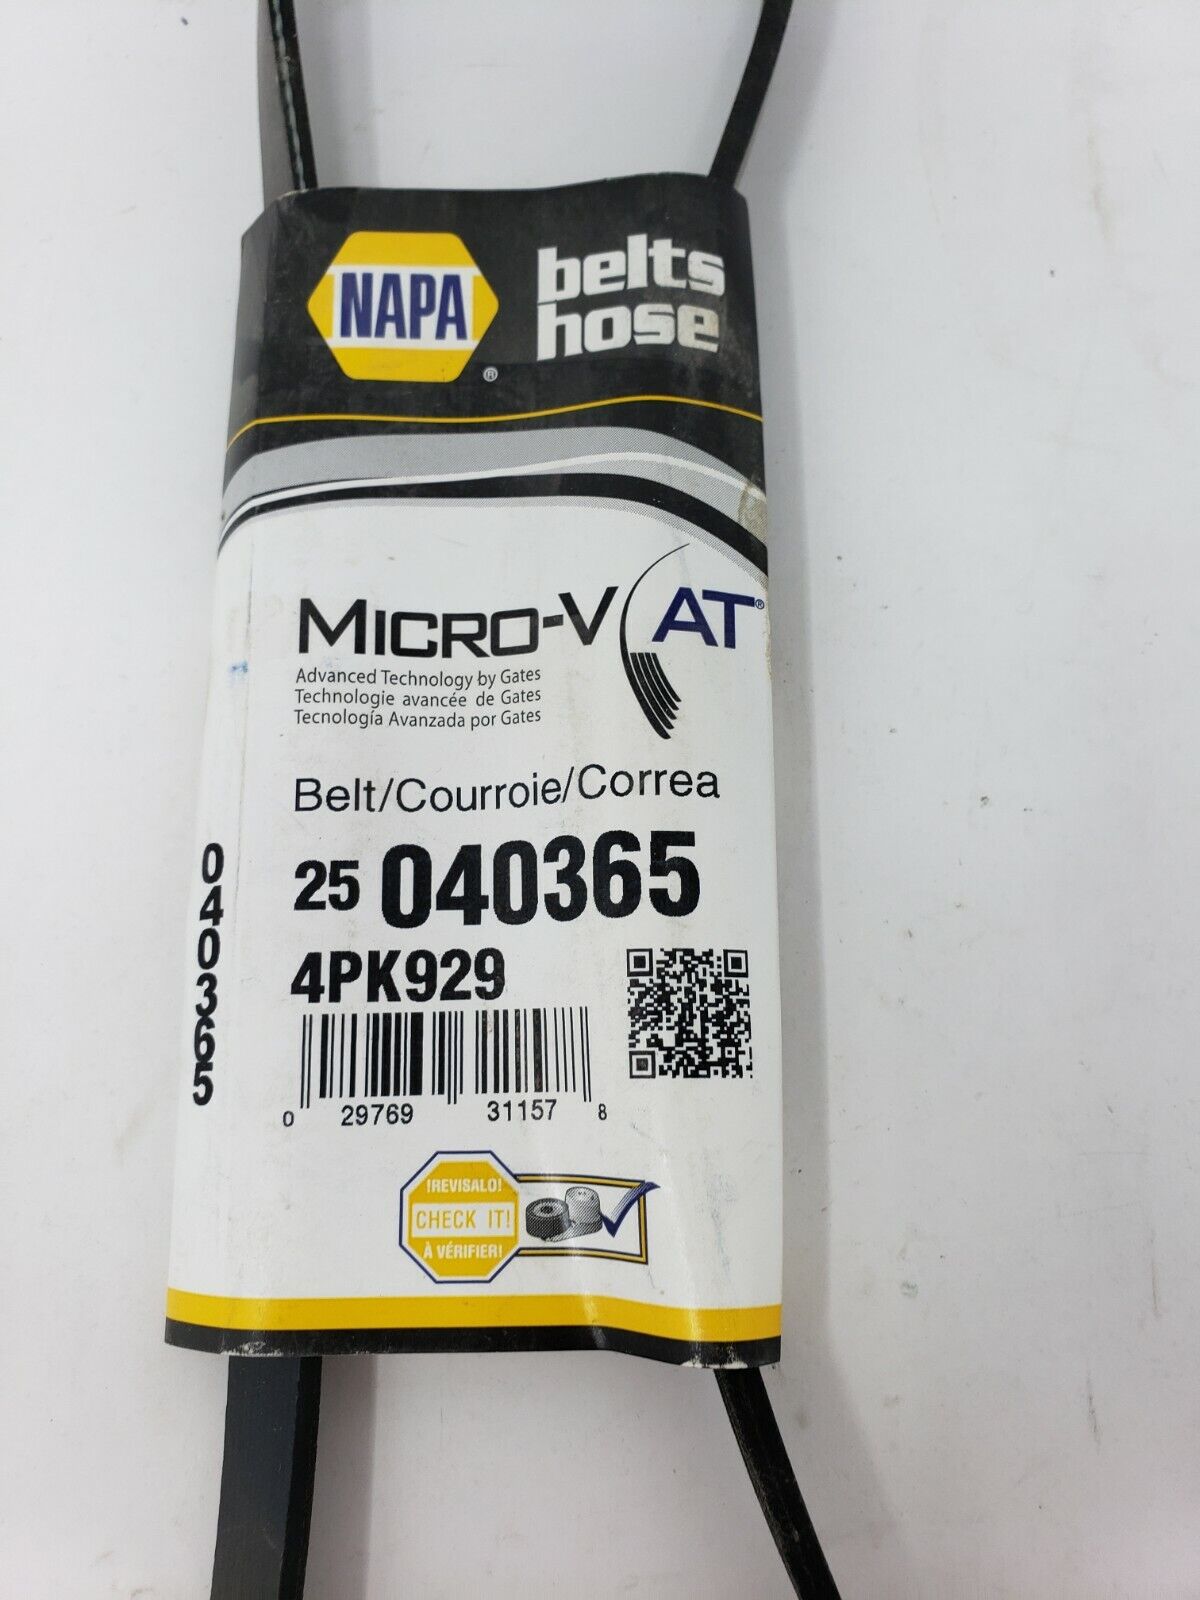 NAPA
®
belts
hose
MICRO-V AT®
Advanced Technology by Gates
Technologie avancée de Gates
Tecnología Avanzada por Gates
Belt/Courroie/Correa
25 040365
4PK929
0 29769 31157 8
040365
!REVISALO!
CHECK IT!
À VÉRIFIER!